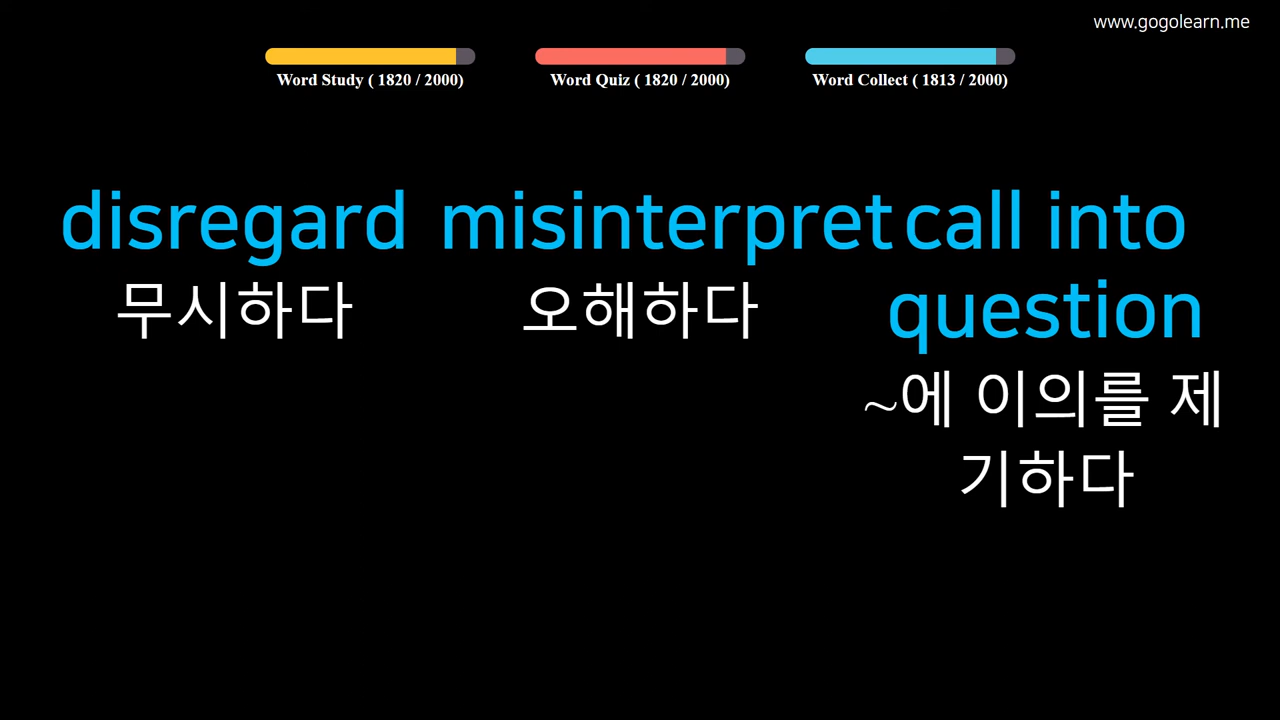 www.gogolearn.me
Word Study ( 1820 / 2000)
Word Quiz ( 1820 / 2000)
Word Collect ( 1813 / 2000)
disregard
무시하다
misinterpret
오해하다
call into
question
~에 이의를 제
기하다